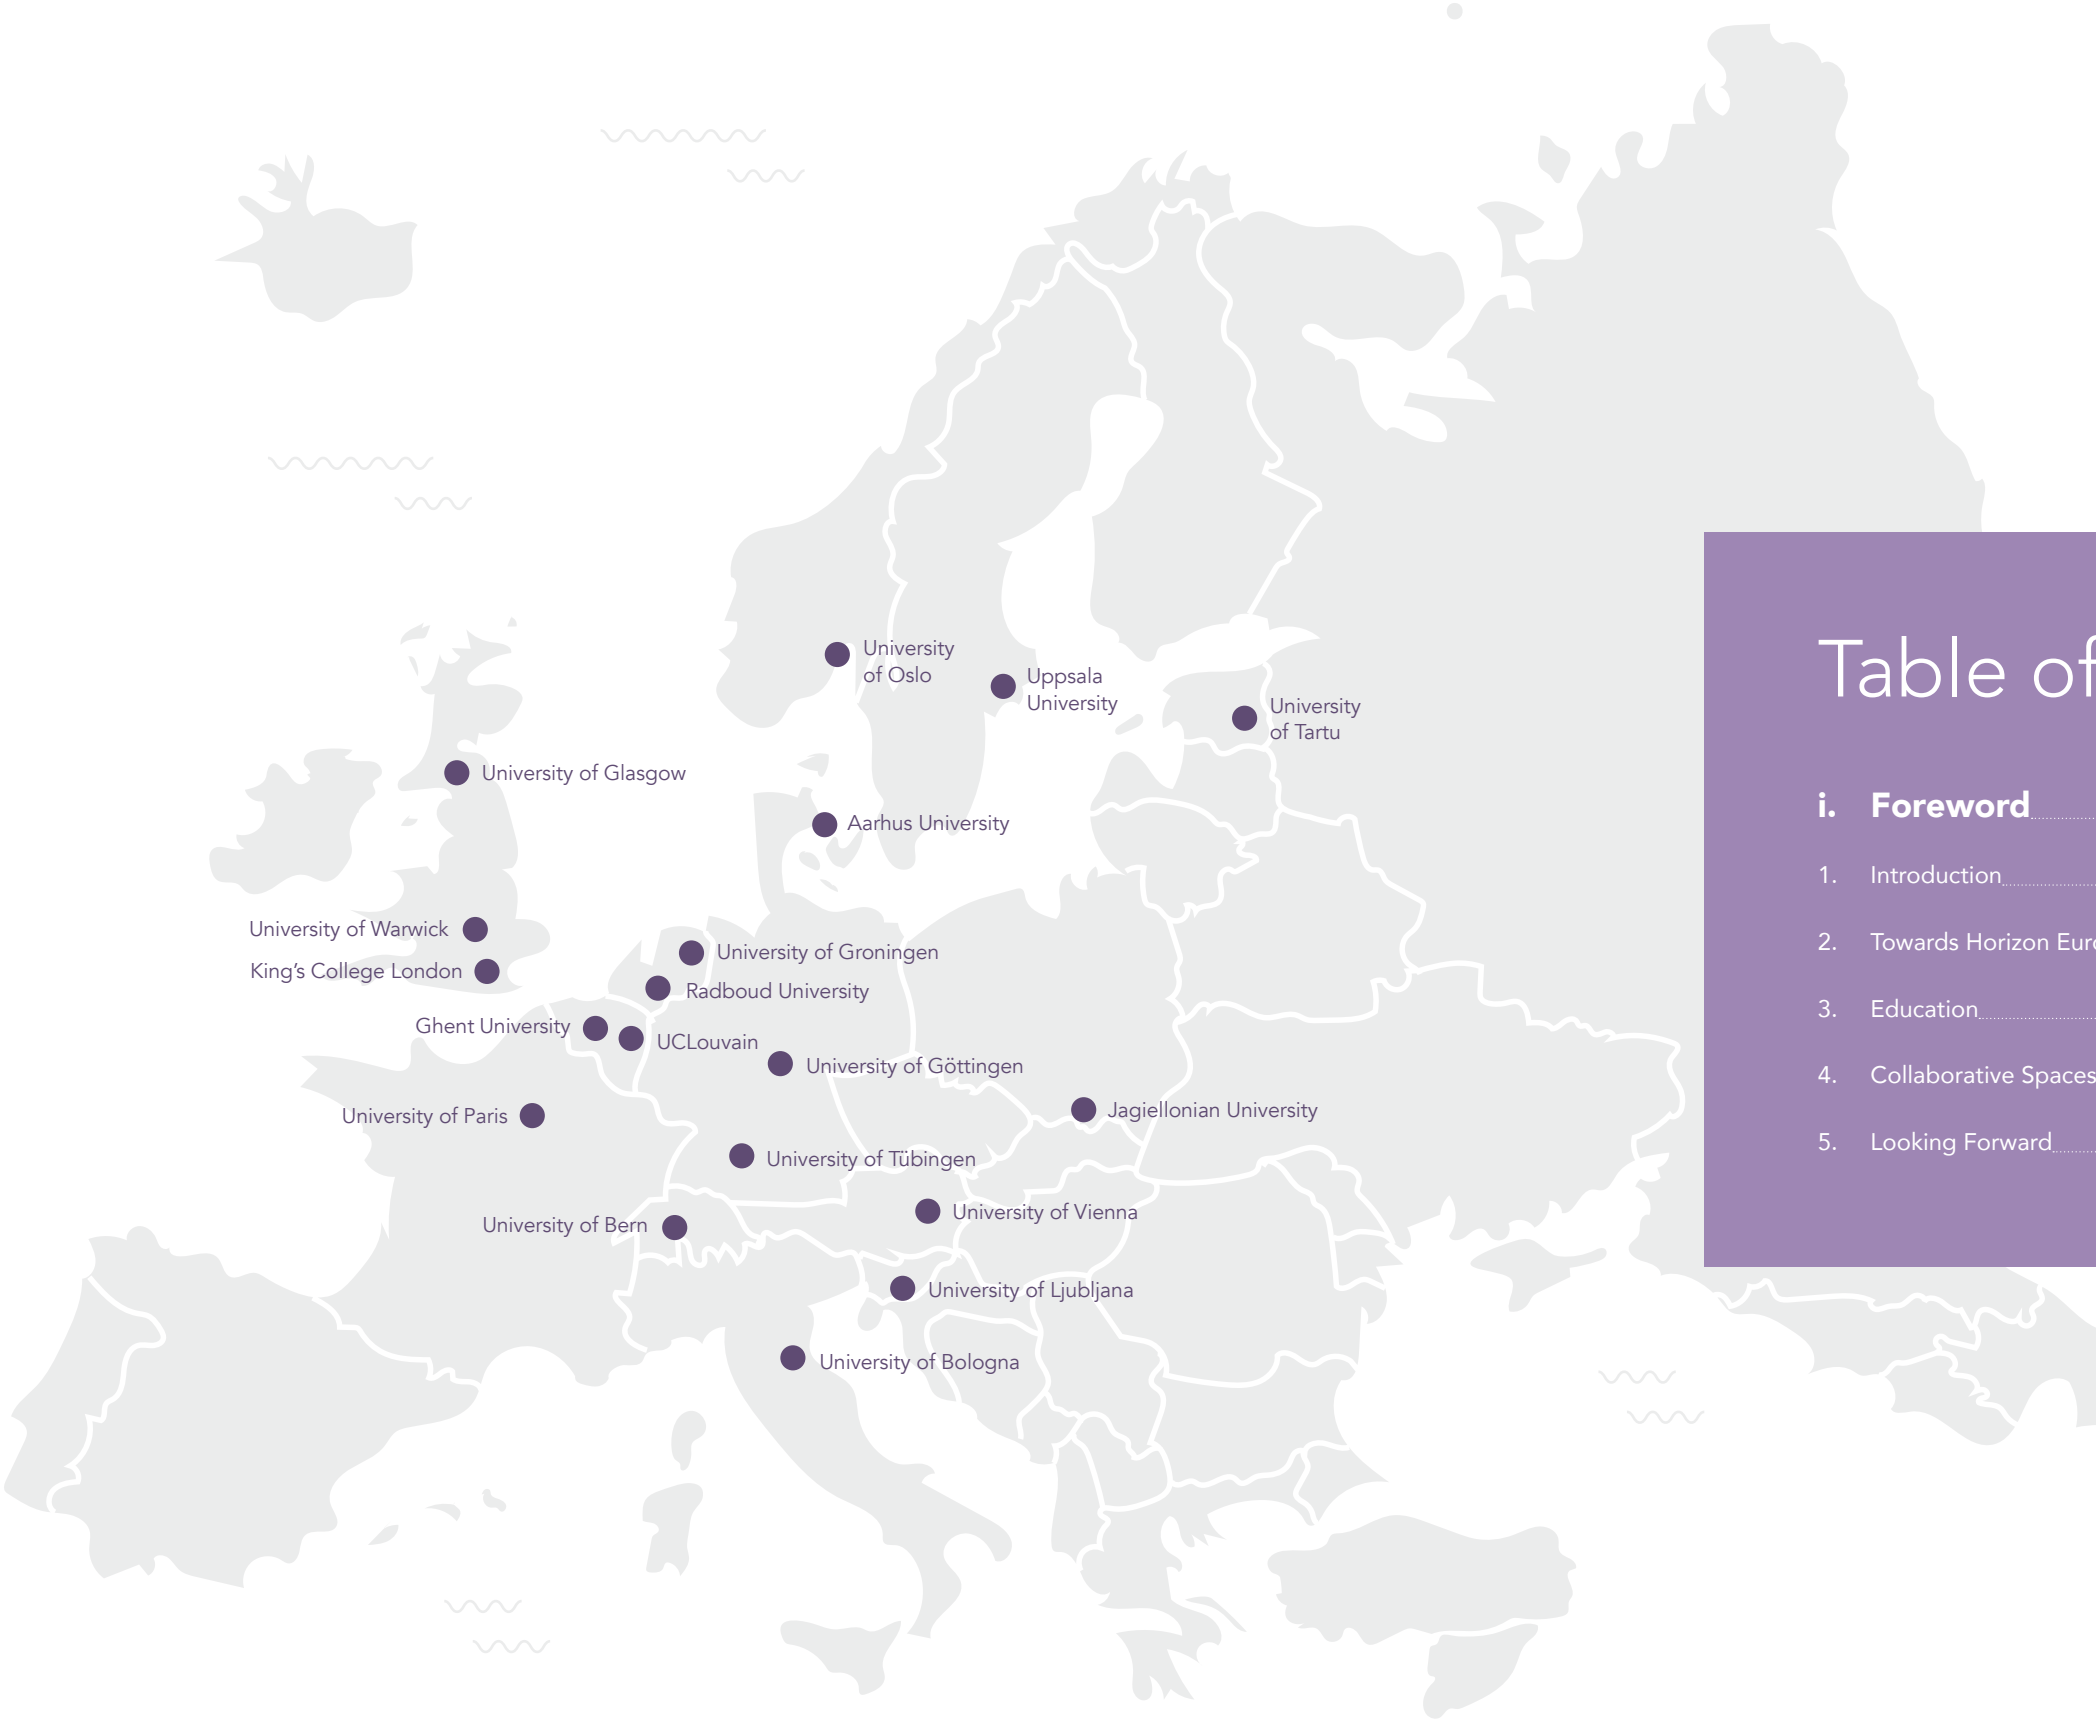 University
of Oslo
Uppsala
University
University
of Tartu
University of Glasgow
Aarhus University
University of Warwick
King's College London
University of Groningen
Radboud University
Ghent University
UCLouvain
University of Göttingen
University of Paris
Jagiellonian University
University of Tübingen
University of Vienna
University of Bern
University of Ljubljana
University of Bologna
Table of
i. Foreword
1. Introduction
2. Towards Horizon Eur
3. Education
4. Collaborative Spaces
5. Looking Forward